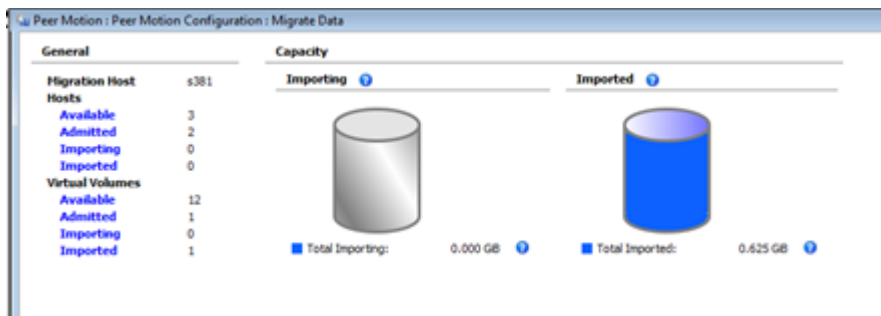 Peer Motion : Peer Motion Configuration : Migrate Data
General
Migration Host s381
Hosts
Available 3
Admitted 2
Importing 0
Imported 0
Virtual Volumes
Available 12
Admitted 1
Importing 0
Imported 1
Capacity
Importing ?
Total Importing: 0.000 GB ?
Imported ?
Total Imported: 0.625 GB ?